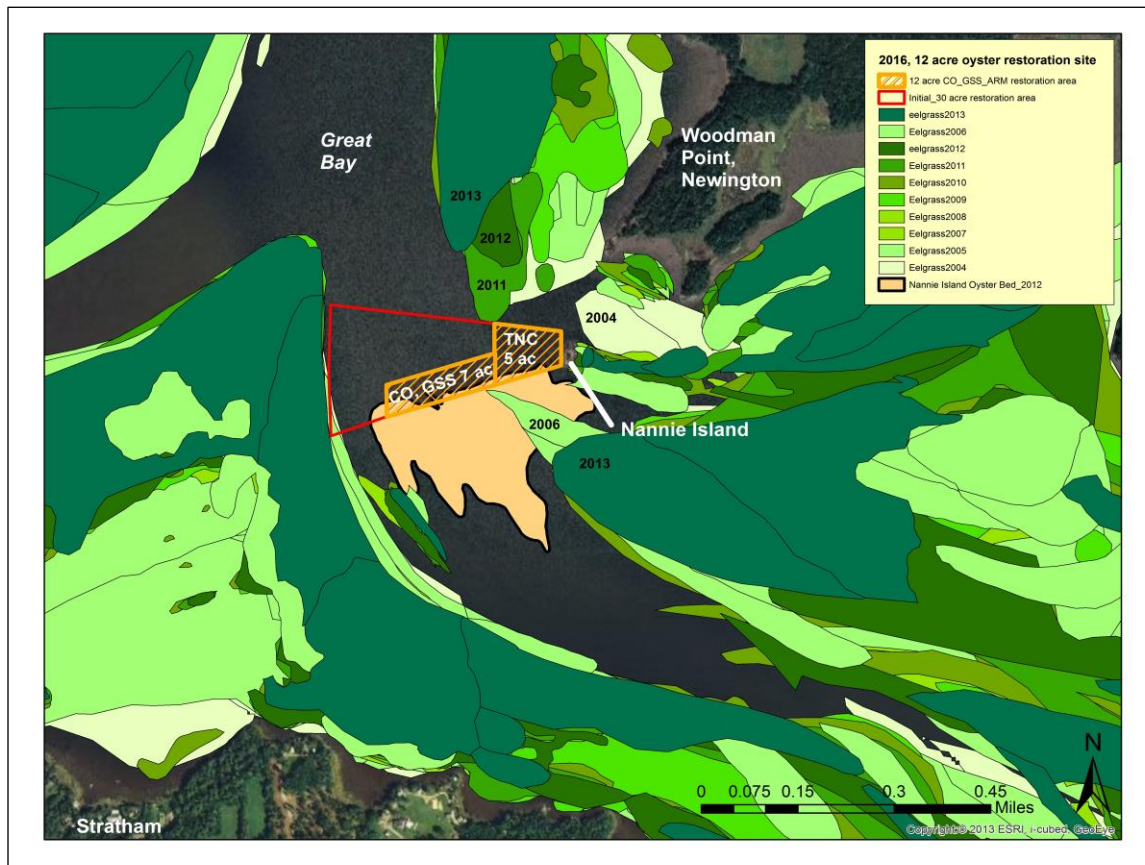 2016, 12 acre oyster restoration site
12 acre CO_GSS_ARM restoration area
Initial_30 acre restoration area
eelgrass2013
Eelgrass2006
eelgrass2012
Eelgrass2011
Eelgrass2010
Eelgrass2009
Eelgrass2008
Eelgrass2007
Eelgrass2005
Eelgrass2004
Nannie Island Oyster Bed_2012
Great
Bay
Woodman
Point,
Newington
2013
2012
2011
2004
TNC
5 ac
CO, GSS 7 ac
2006
Nannie Island
2013
N
0 0.075 0.15 0.3 0.45
Miles
Copyright:© 2013 ESRI, i-cubed, GeoEye
Stratham